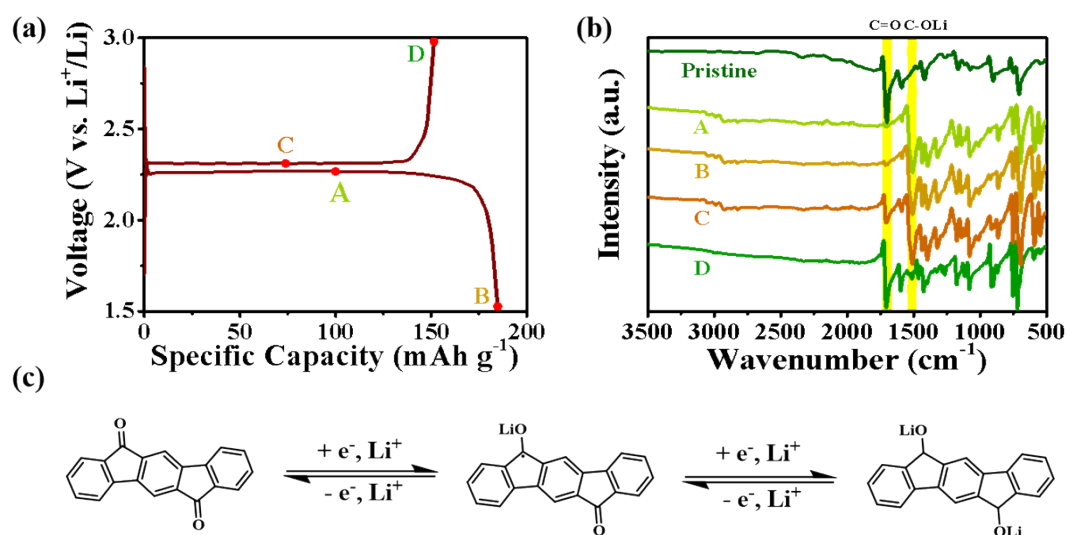 (a)
3.0
2.5
2.0
1.5
Voltage (V vs. Li⁺/Li)
D
C
A
B
0 50 100 150 200
Specific Capacity (mAh g⁻¹)
(b)
C=O C-OLi
Intensity (a.u.)
Pristine
A
B
C
D
3500 3000 2500 2000 1500 1000 500
Wavenumber (cm⁻¹)
(c)
O
O
+ e⁻, Li⁺
- e⁻, Li⁺
LiO
O
+ e⁻, Li⁺
- e⁻, Li⁺
LiO
OLi